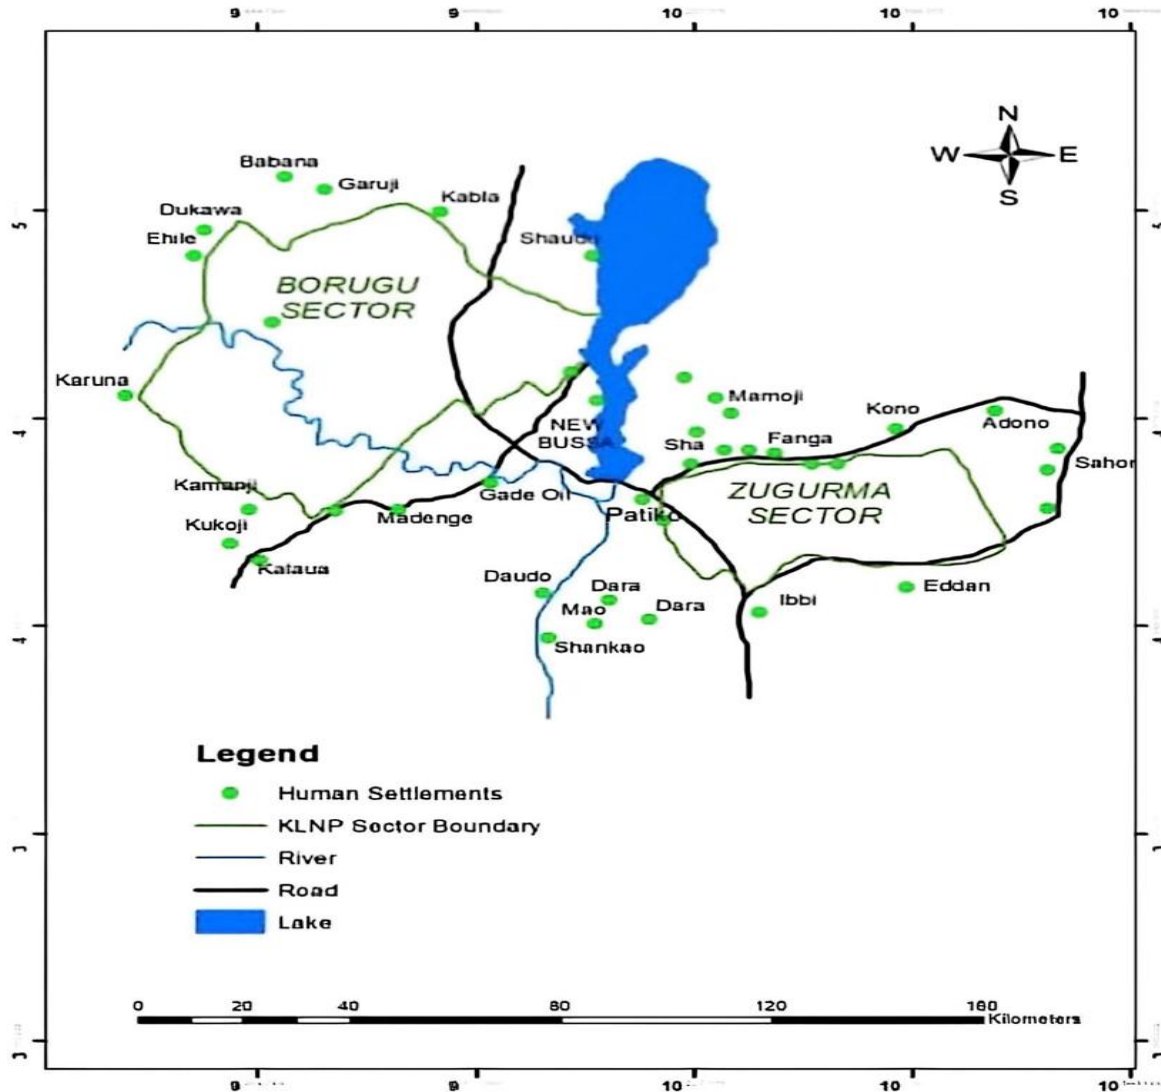 9 9 10 10 10
N
W E
S
Babana
Garuji
Kabla
Dukawa
Ehile
5
BORUGU
SECTOR
Karuna
4
Mamoji
Kono
Adono
NEW
BUSSA
Sha
Fanga
Kamanji
Gade Oil
ZUGURMA
SECTOR
Madenge
Patiko
Kukoji
Kataua
Daudo
Dara
Mao
Dara
Ibbi
Eddan
Shankao
4
Legend
Human Settlements
KLNP Sector Boundary
River
Road
Lake
0 20 40 80 120 160
Kilometers
9 9 10 10